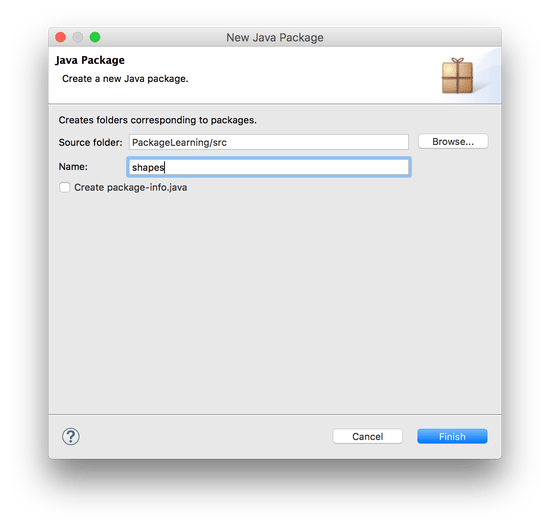 New Java Package
Java Package
Create a new Java package.
Creates folders corresponding to packages.
Source folder: PackageLearning/src Browse...
Name: shapes
Create package-info.java
? Cancel Finish